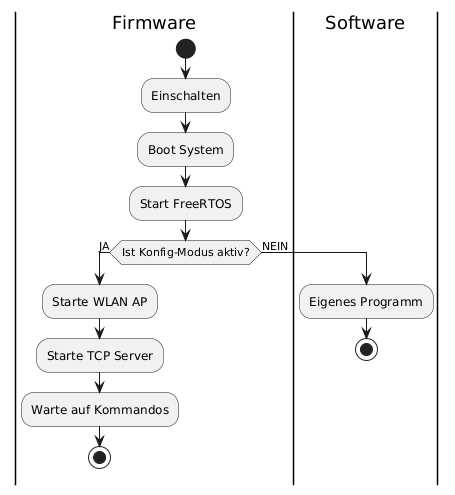 Firmware
Software
Einschalten
Boot System
Start FreeRTOS
Ist Konfig-Modus aktiv?
JA
NEIN
Starte WLAN AP
Eigenes Programm
Starte TCP Server
Warte auf Kommandos